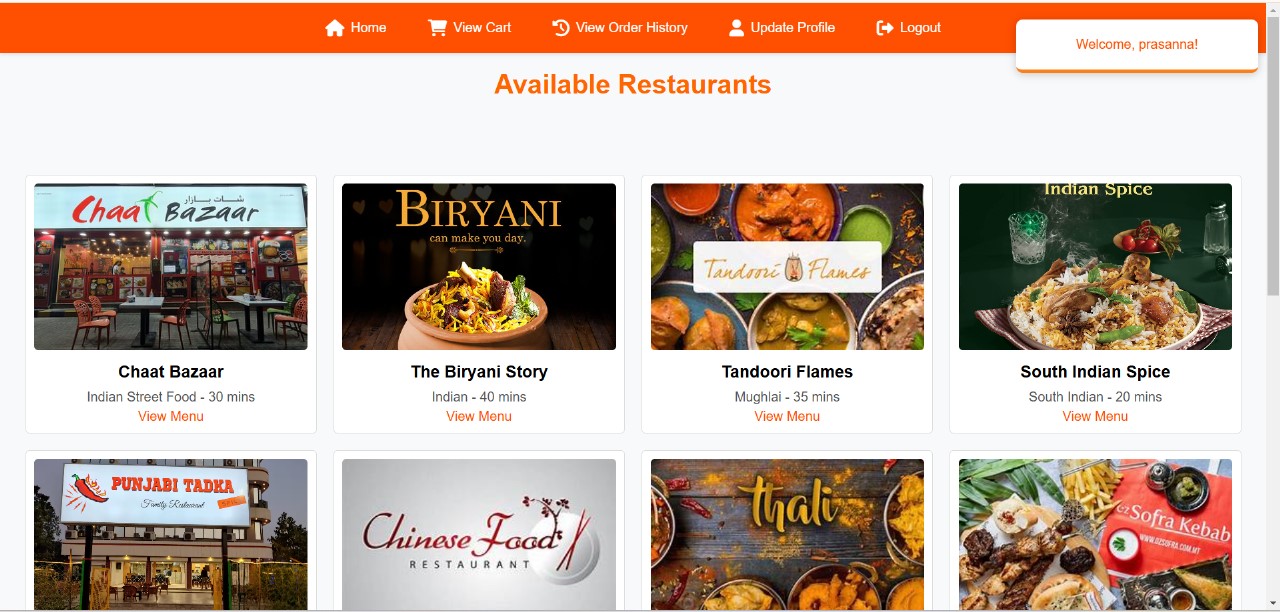 Home
View Cart
View Order History
Update Profile
Logout
Welcome, prasanna!
Available Restaurants
شات بازار
Chaat Bazaar
BIRYANI
can make you day.
Tandoori Flames
Indian Spice
Chaat Bazaar
Indian Street Food - 30 mins
View Menu
The Biryani Story
Indian - 40 mins
View Menu
Tandoori Flames
Mughlai - 35 mins
View Menu
South Indian Spice
South Indian - 20 mins
View Menu
PUNJABI TADKA
Family Restaurant
Chinese Food
RESTAURANT
thali
ez Sofra Kebab
WWW.OZSOFRA.COM.MT